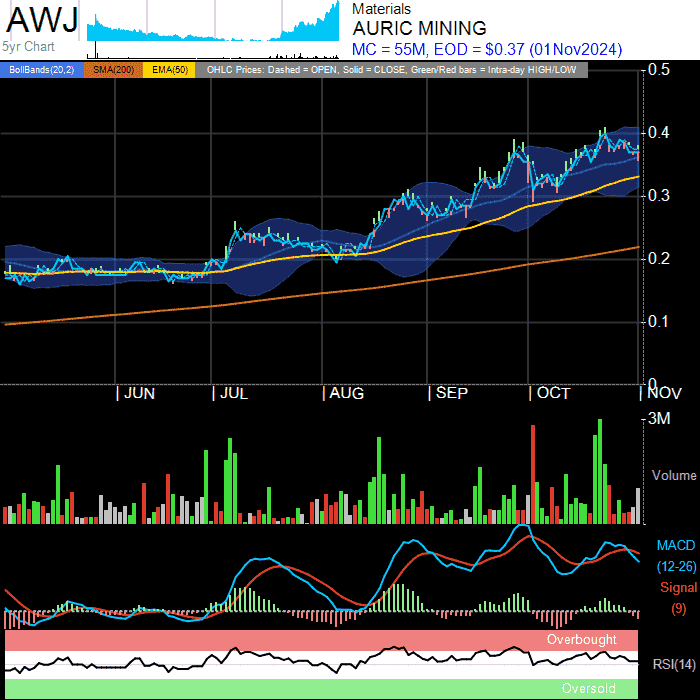 AWJ
5yr Chart
Materials
AURIC MINING
MC = 55M, EOD = $0.37 (01Nov2024)
BollBands(20,2) SMA(200) EMA(50) OHLC Prices: Dashed = OPEN, Solid = CLOSE, Green/Red bars = Intra-day HIGH/LOW
0.5
0.4
0.3
0.2
0.1
0
| JUN | JUL | AUG | SEP | OCT | NOV
3M
Volume
MACD
(12-26)
Signal
(9)
Overbought
RSI(14)
Oversold